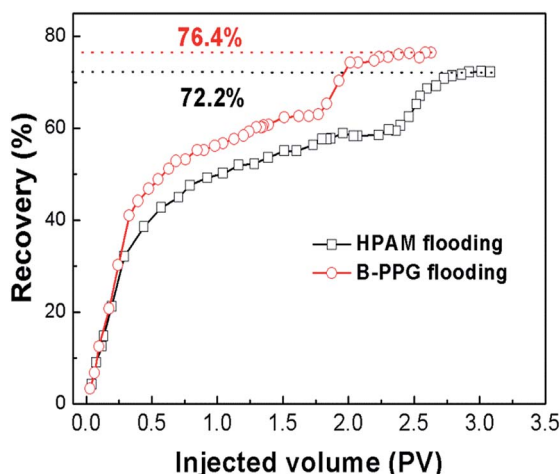 80
60
40
20
0
Recovery (%)
76.4%
72.2%
HPAM flooding
B-PPG flooding
0.0 0.5 1.0 1.5 2.0 2.5 3.0 3.5
Injected volume (PV)